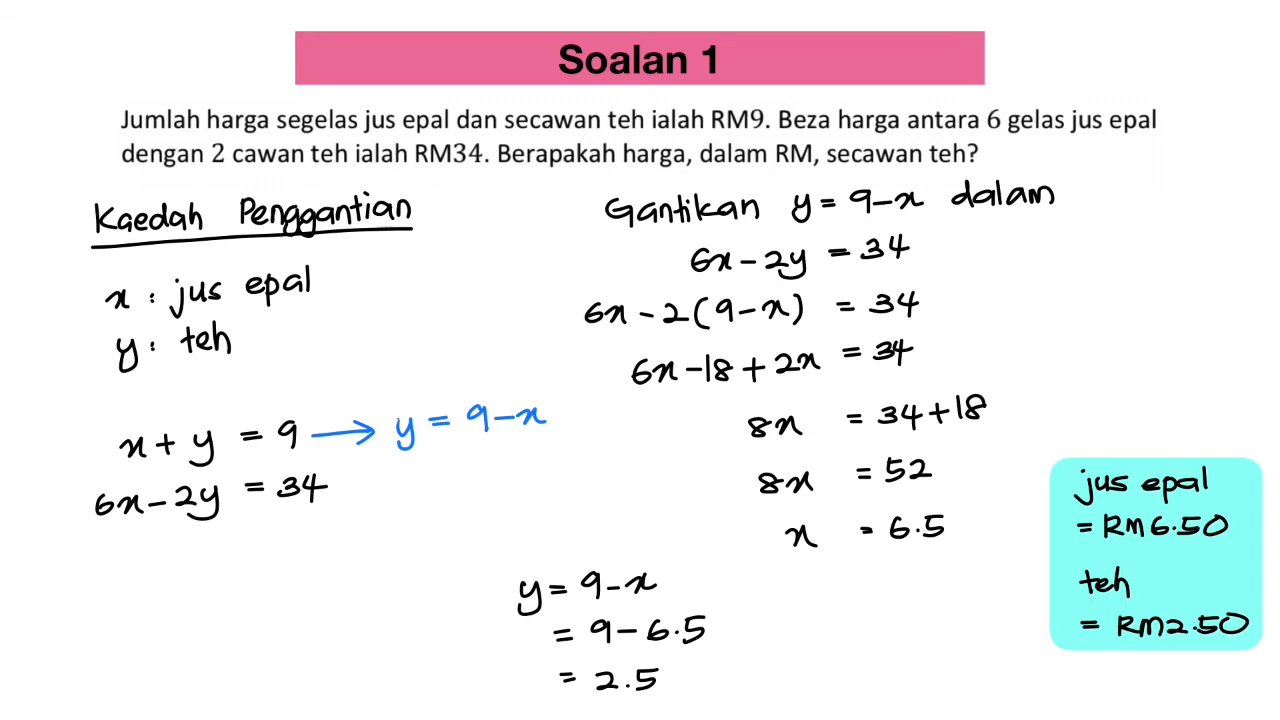 Soalan 1
Jumlah harga segelas jus epal dan secawan teh ialah RM9. Beza harga antara 6 gelas jus epal
dengan 2 cawan teh ialah RM34. Berapakah harga, dalam RM, secawan teh?
Kaedah Penggantian
x : jus epal
y : teh
x + y = 9 → y = 9 - x
6x - 2y = 34
Gantikan y = 9 - x dalam
6x - 2y = 34
6x - 2(9 - x) = 34
6x - 18 + 2x = 34
8x = 34 + 18
8x = 52
x = 6.5
y = 9 - x
= 9 - 6.5
= 2.5
jus epal
= RM6.50
teh
= RM2.50